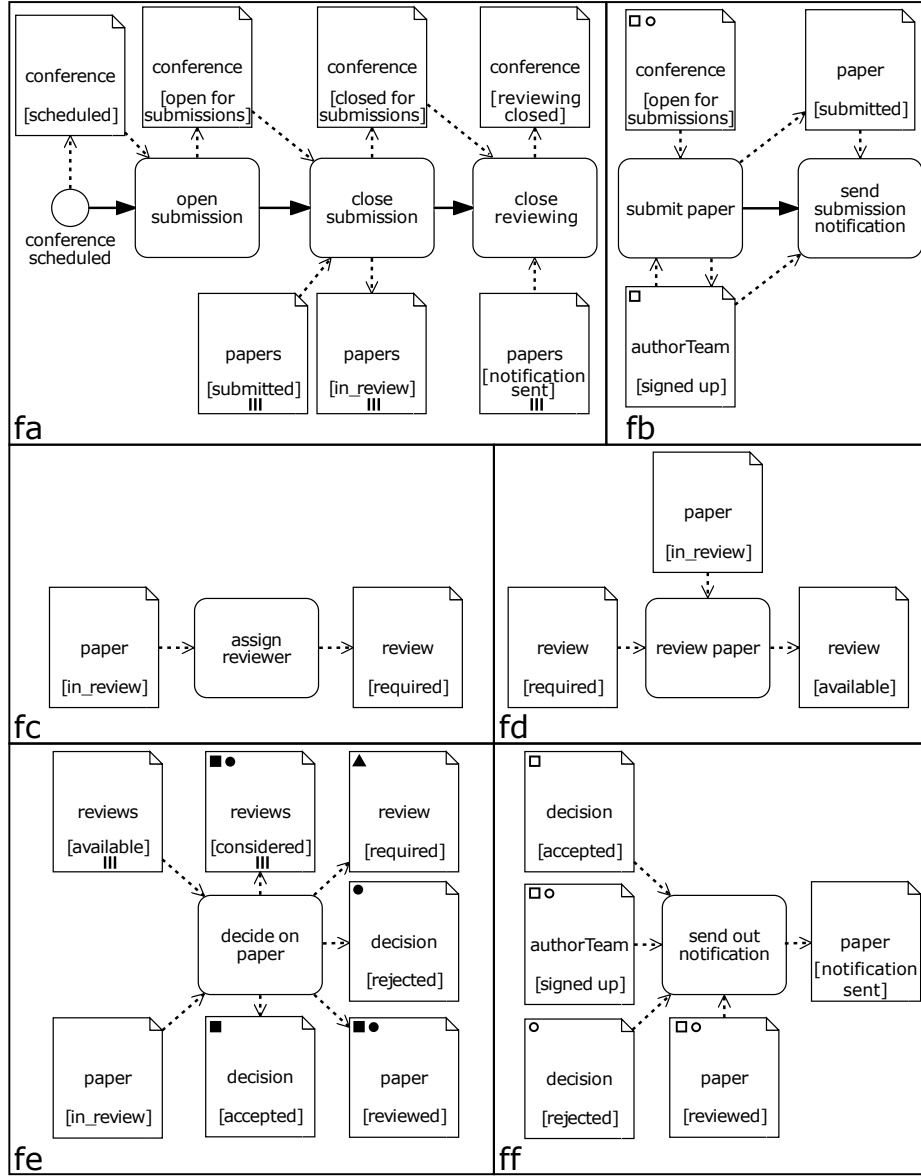 conference
[scheduled]
conference
[open for
submissions]
conference
[closed for
submissions]
conference
[reviewing
closed]
conference
scheduled
open
submission
close
submission
close
reviewing
papers
[submitted]
papers
[in_review]
papers
[notification
sent]
fa
conference
[open for
submissions]
paper
[submitted]
submit paper
send
submission
notification
authorTeam
[signed up]
fb
paper
[in_review]
assign
reviewer
review
[required]
fc
paper
[in_review]
review
[required]
review paper
review
[available]
fd
reviews
[available]
reviews
[considered]
review
[required]
decide on
paper
decision
[rejected]
paper
[in_review]
decision
[accepted]
paper
[reviewed]
fe
decision
[accepted]
authorTeam
[signed up]
send out
notification
paper
[notification
sent]
decision
[rejected]
paper
[reviewed]
ff